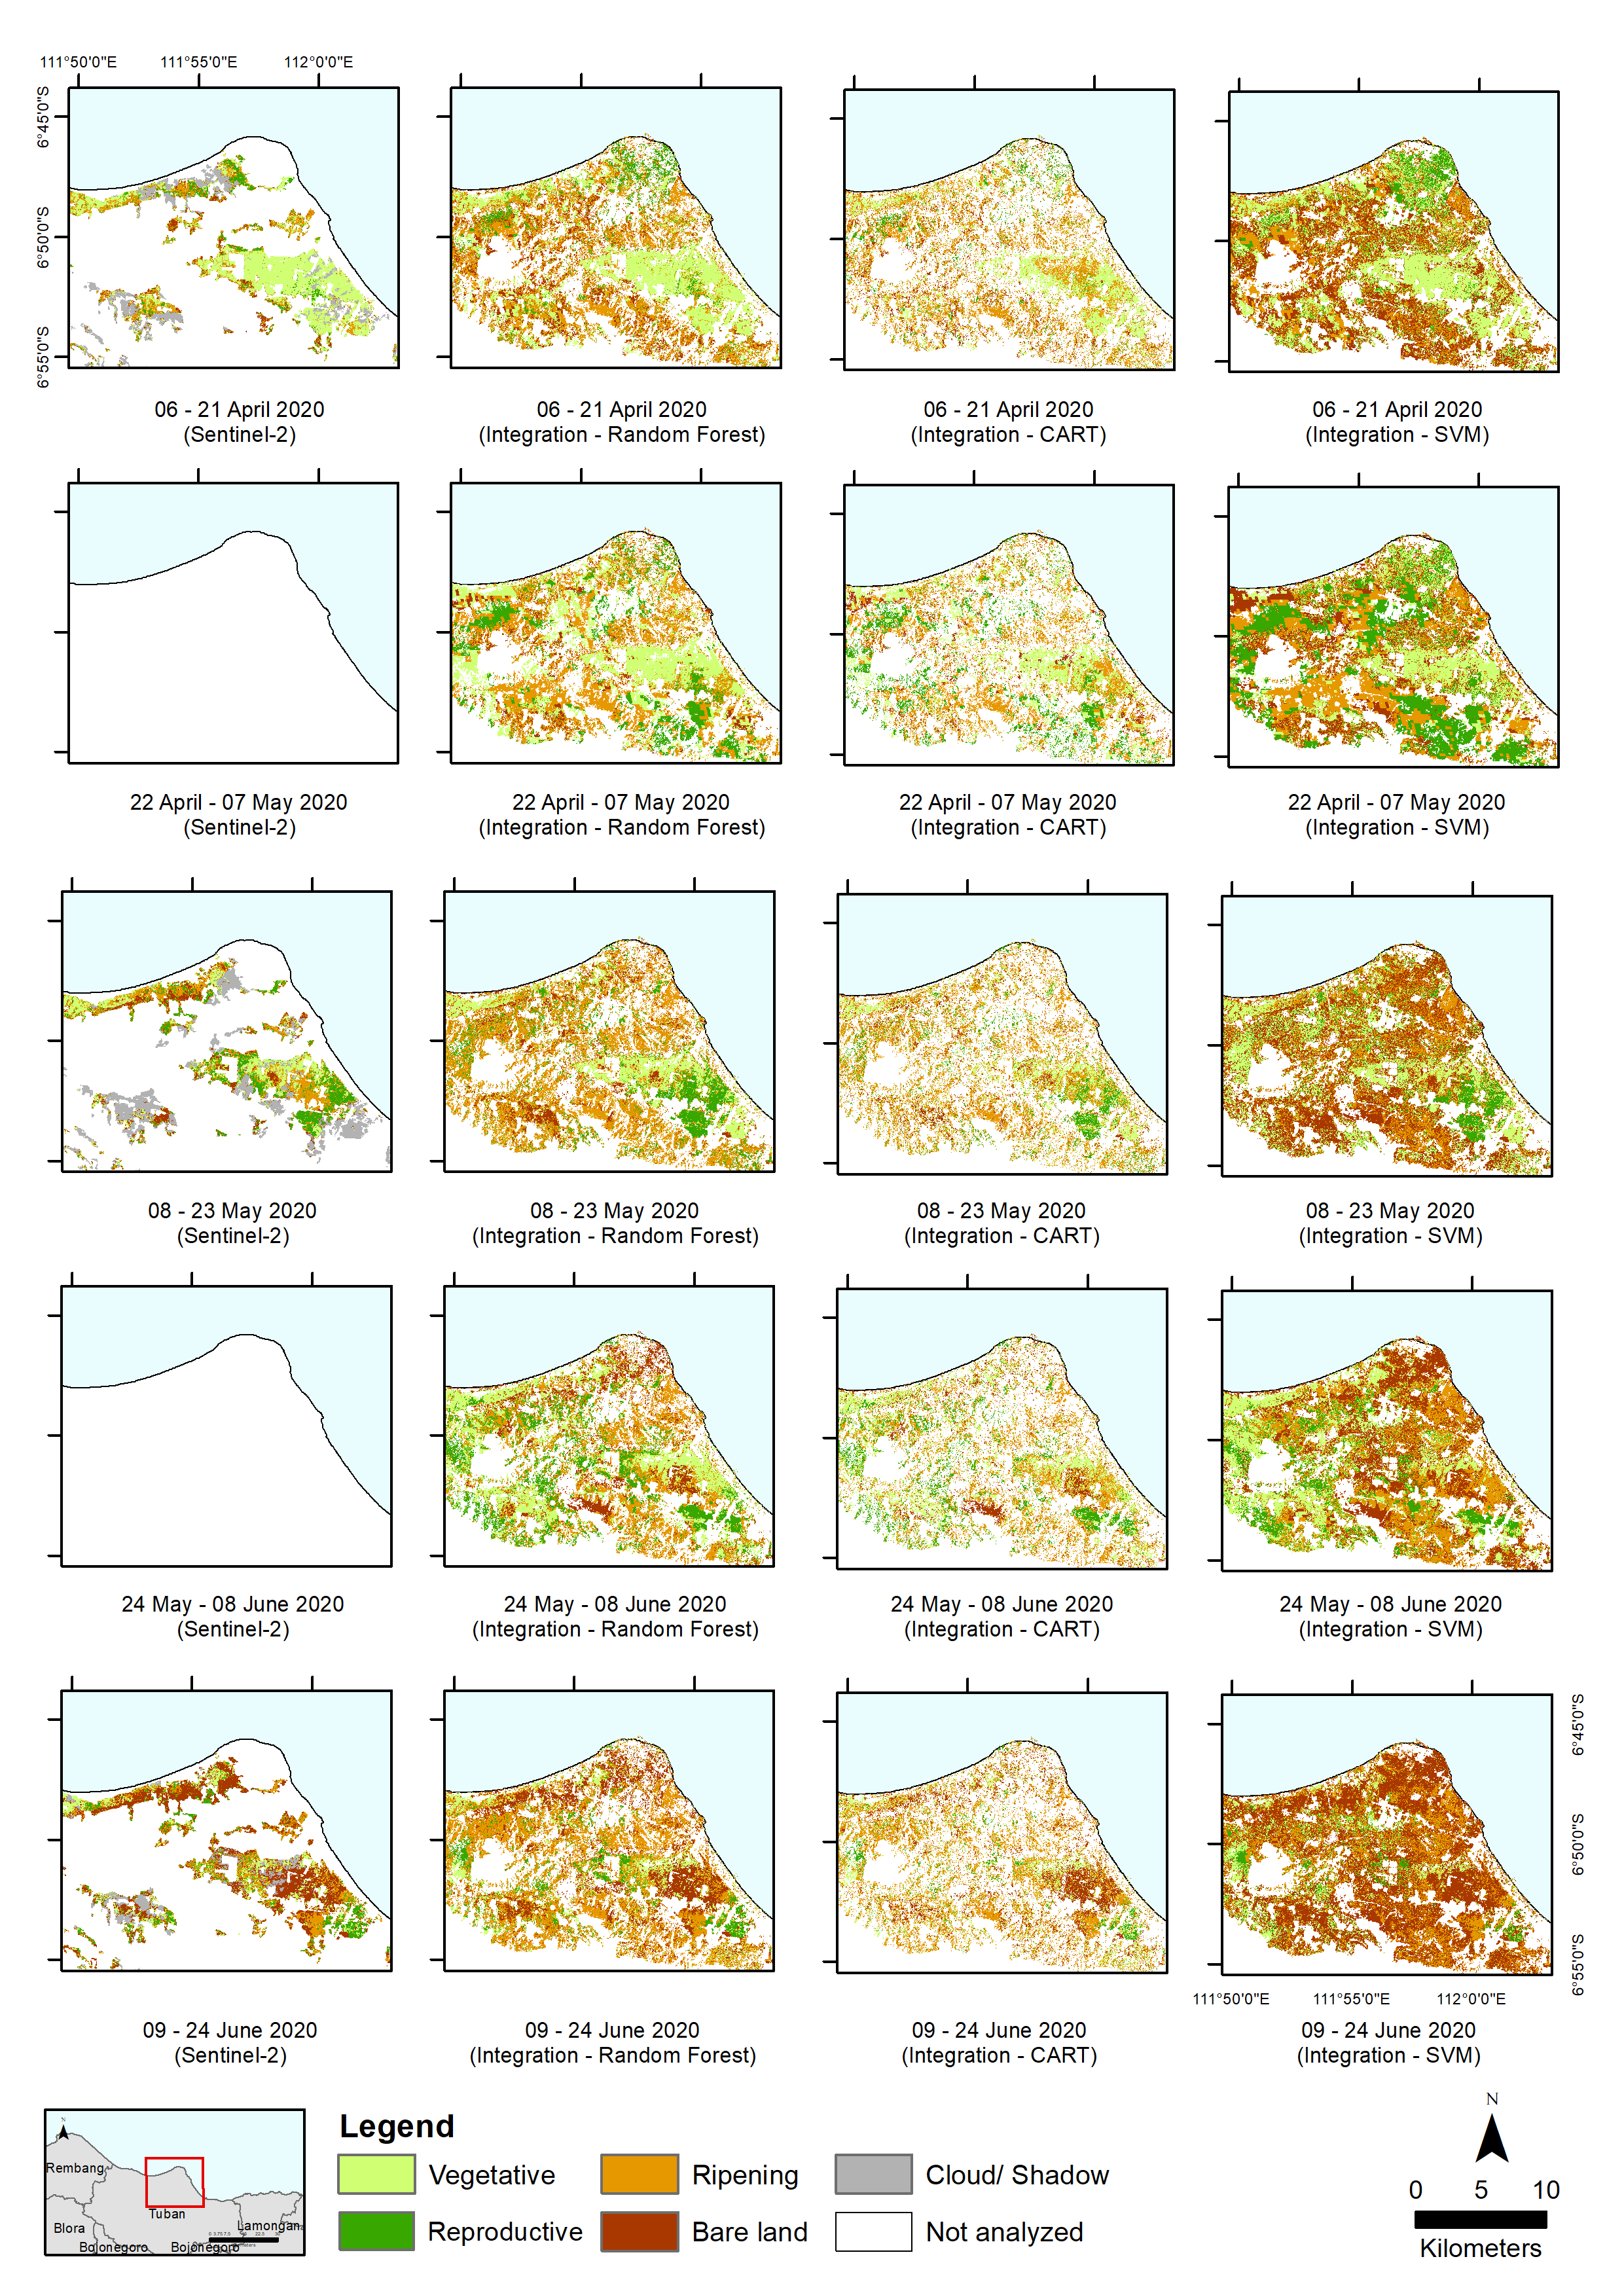 111°50'0"E 111°55'0"E 112°0'0"E
6°45'0"S
6°50'0"S
6°55'0"S
06 - 21 April 2020
(Sentinel-2)
06 - 21 April 2020
(Integration - Random Forest)
06 - 21 April 2020
(Integration - CART)
06 - 21 April 2020
(Integration - SVM)
22 April - 07 May 2020
(Sentinel-2)
22 April - 07 May 2020
(Integration - Random Forest)
22 April - 07 May 2020
(Integration - CART)
22 April - 07 May 2020
(Integration - SVM)
08 - 23 May 2020
(Sentinel-2)
08 - 23 May 2020
(Integration - Random Forest)
08 - 23 May 2020
(Integration - CART)
08 - 23 May 2020
(Integration - SVM)
24 May - 08 June 2020
(Sentinel-2)
24 May - 08 June 2020
(Integration - Random Forest)
24 May - 08 June 2020
(Integration - CART)
24 May - 08 June 2020
(Integration - SVM)
6°45'0"S
6°50'0"S
6°55'0"S
111°50'0"E 111°55'0"E 112°0'0"E
09 - 24 June 2020
(Sentinel-2)
09 - 24 June 2020
(Integration - Random Forest)
09 - 24 June 2020
(Integration - CART)
09 - 24 June 2020
(Integration - SVM)
N
Rembang
Tuban
Blora
Lamongan
Bojonegoro
Bojonegoro
Legend
Vegetative
Ripening
Cloud/ Shadow
Reproductive
Bare land
Not analyzed
N
0 5 10
Kilometers